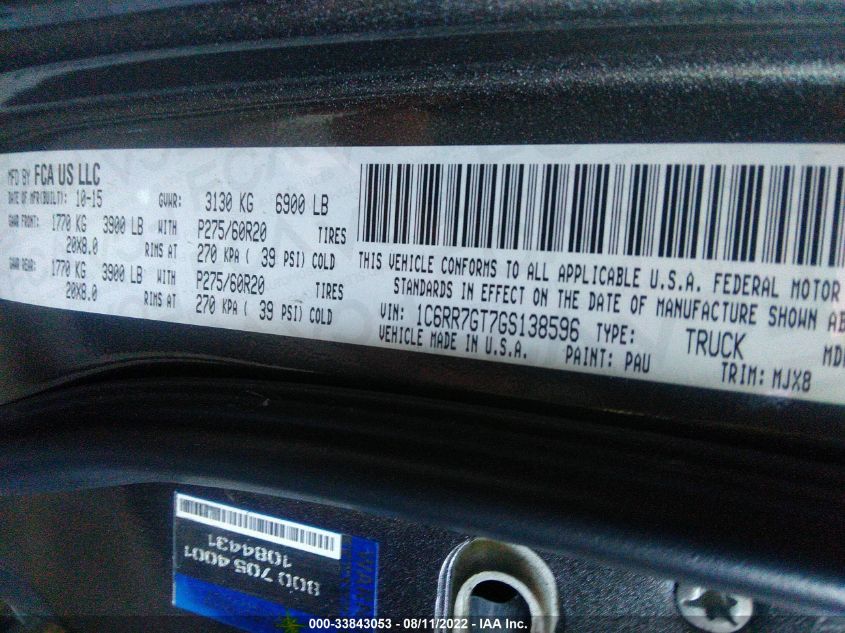 MFD BY FCA US LLC
DATE OF MFR(BUILT): 10-15 GVWR: 3130 KG 6900 LB
GAWR FRONT: 1770 KG 3900 LB WITH P275/60R20 TIRES
20X8.0 RIMS AT 270 KPA ( 39 PSI) COLD
GAWR REAR: 1770 KG 3900 LB WITH P275/60R20 TIRES
20X8.0 RIMS AT 270 KPA ( 39 PSI) COLD
THIS VEHICLE CONFORMS TO ALL APPLICABLE U.S.A. FEDERAL MOTOR
STANDARDS IN EFFECT ON THE DATE OF MANUFACTURE SHOWN AB
VIN: 1C6RR7GT7GS138596 TYPE: TRUCK MD
VEHICLE MADE IN U.S.A. PAINT: PAU TRIM: MJX8
800 705 4001
1084431
000-33843053 - 08/11/2022 - IAA Inc.